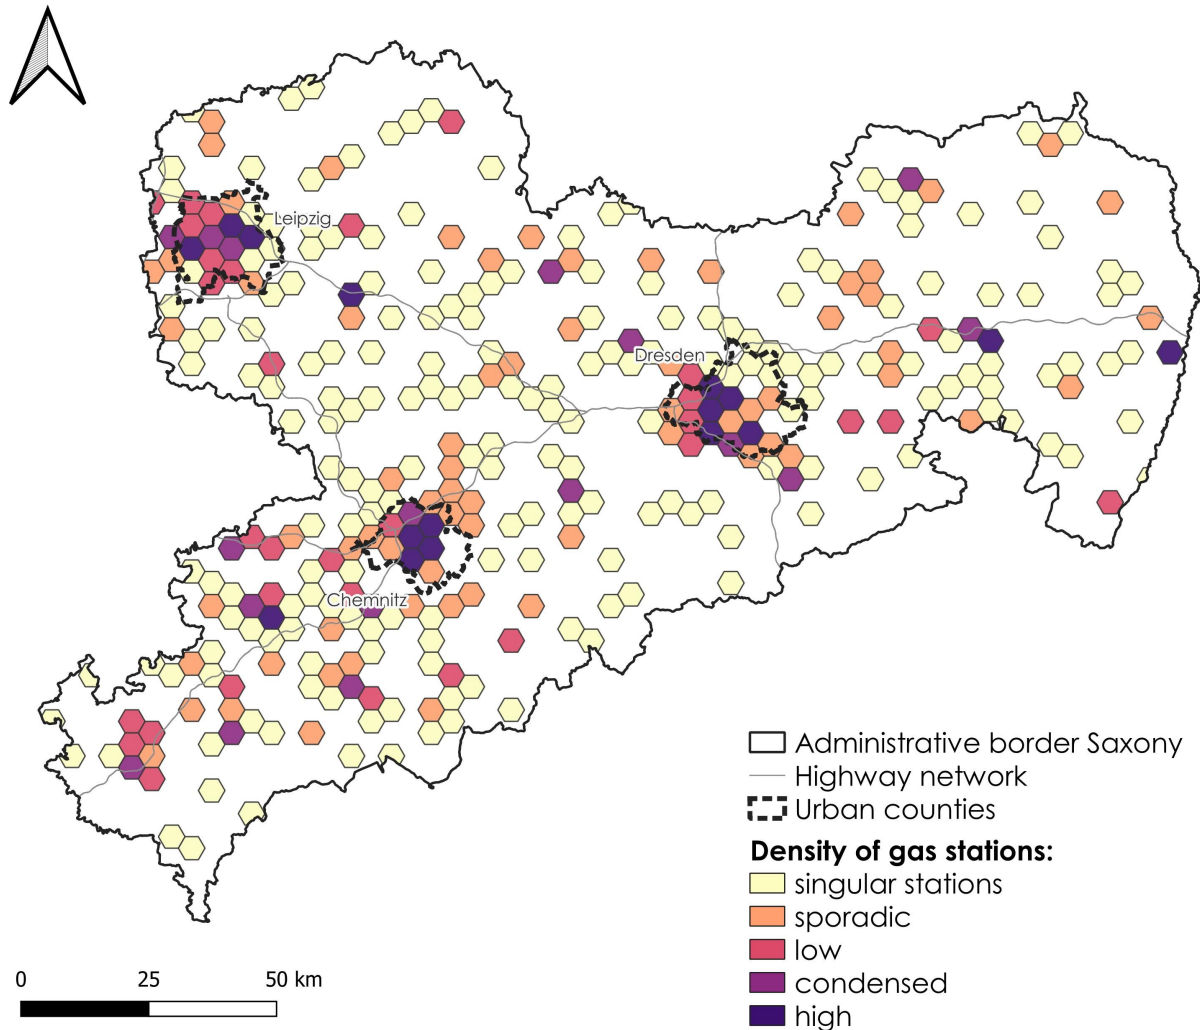 Leipzig
Dresden
Chemnitz
Administrative border Saxony
Highway network
Urban counties
Density of gas stations:
singular stations
sporadic
low
condensed
high
0 25 50 km